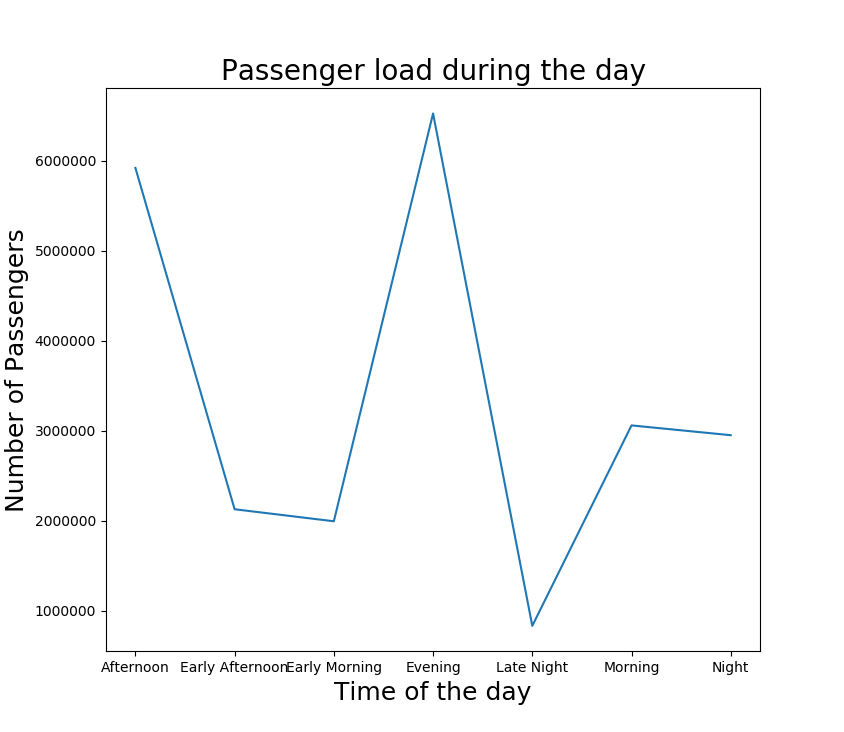 Passenger load during the day
Number of Passengers
6000000
5000000
4000000
3000000
2000000
1000000
Afternoon Early Afternoon Early Morning Evening Late Night Morning Night
Time of the day